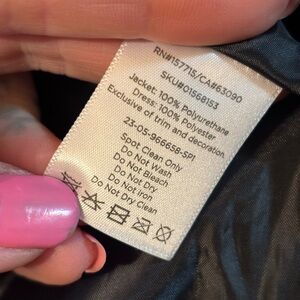 RN#157715/CA#63090
SKU#01568153
Jacket: 100% Polyurethane
Dress: 100% Polyester
Exclusive of trim and decoration
23-05-966658-SP1
Spot Clean Only
Do Not Wash
Do Not Bleach
Do Not Dry
Do Not Iron
Do Not Dry Clean